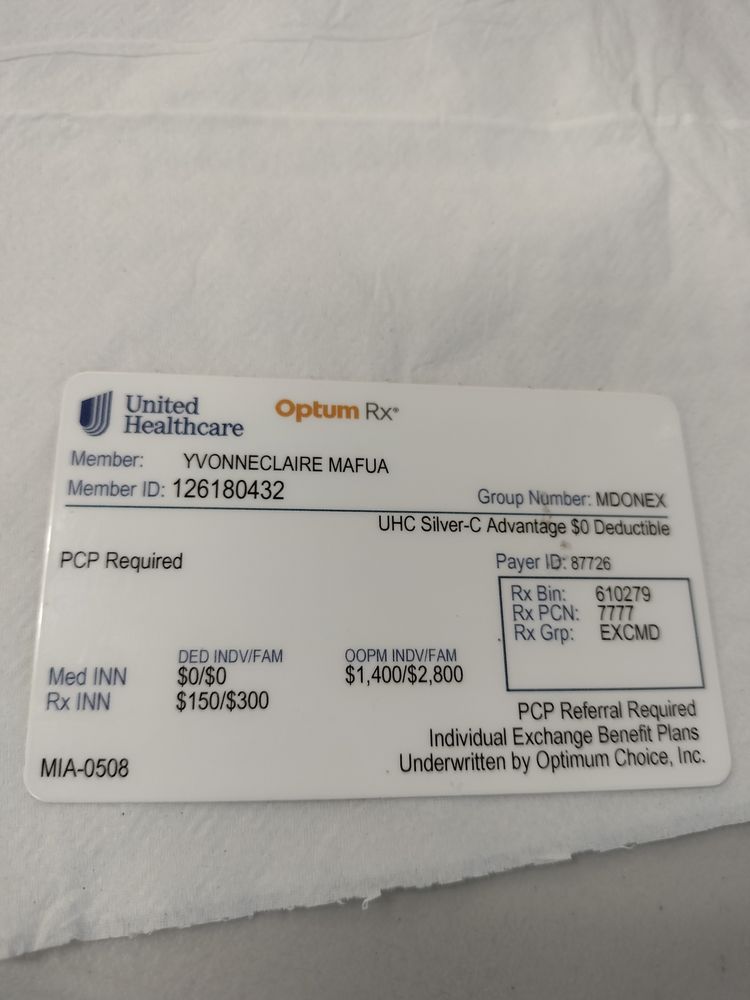 United
Healthcare
Optum Rx®
Member: YVONNECLAIRE MAFUA
Member ID: 126180432
Group Number: MDONEX
UHC Silver-C Advantage $0 Deductible
PCP Required
Payer ID: 87726
Rx Bin: 610279
Rx PCN: 7777
Rx Grp: EXCMD
DED INDV/FAM OOPM INDV/FAM
Med INN $0/$0 $1,400/$2,800
Rx INN $150/$300
PCP Referral Required
Individual Exchange Benefit Plans
MIA-0508 Underwritten by Optimum Choice, Inc.